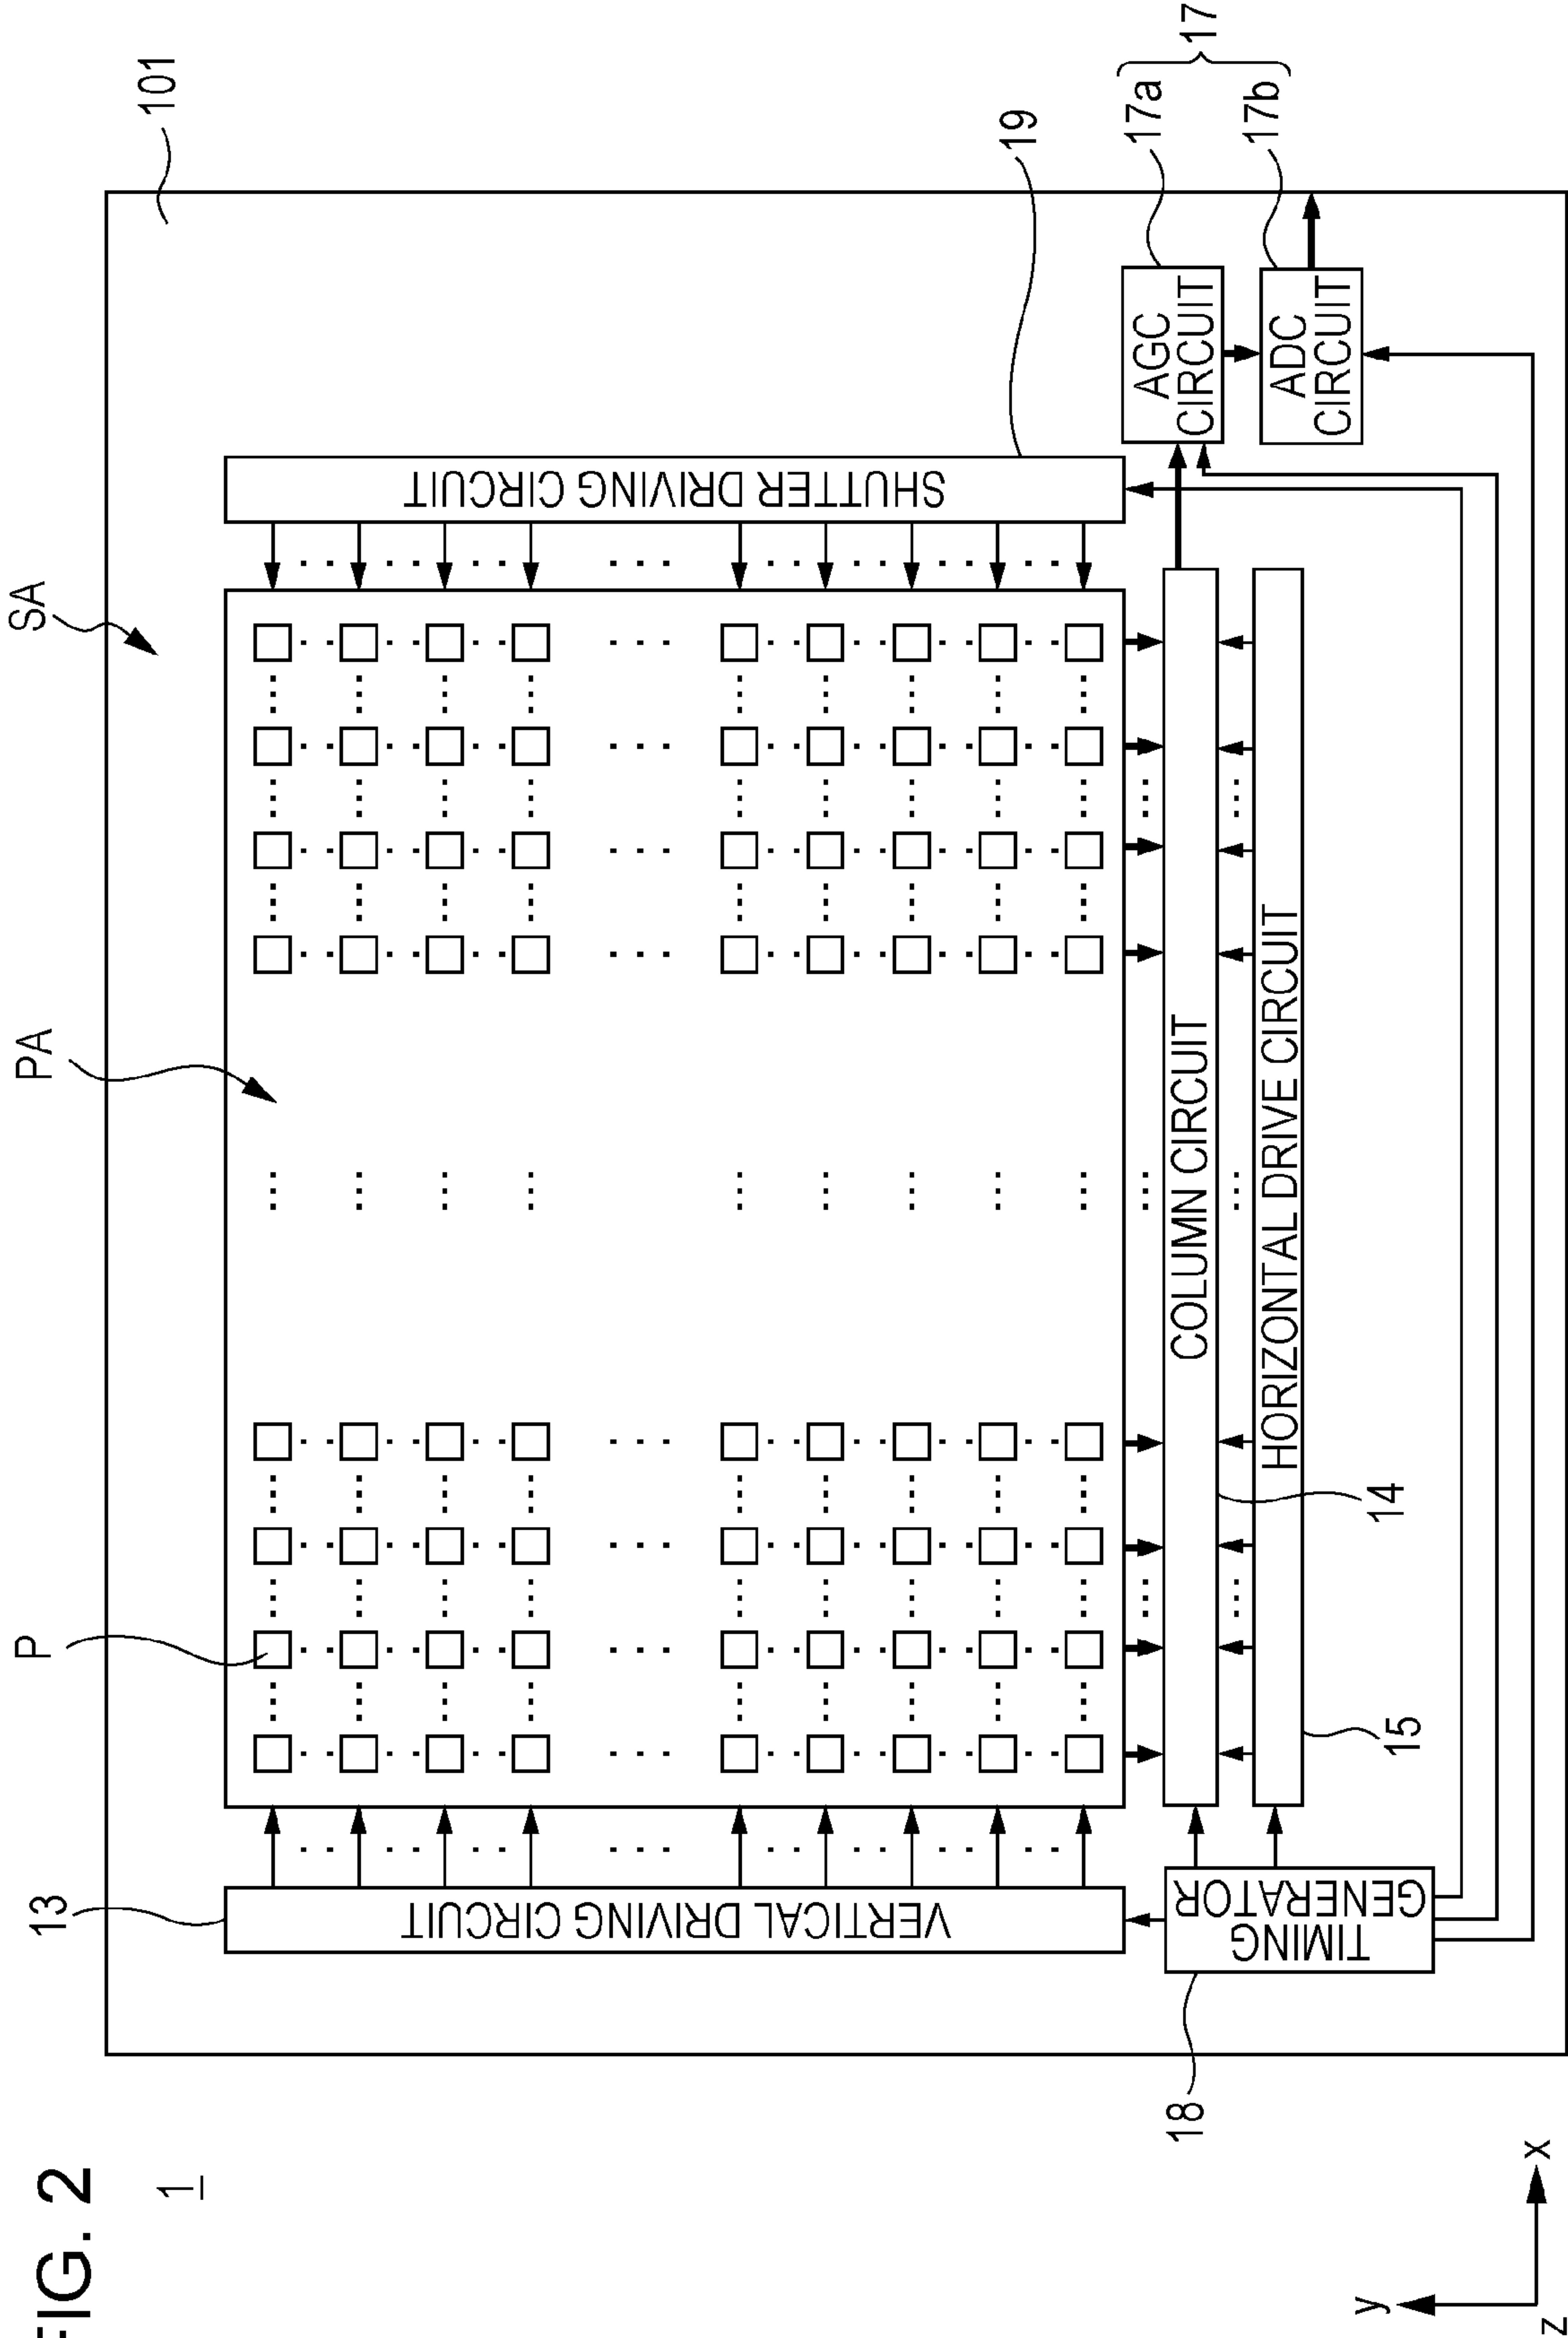 FIG. 2
1
SA
PA
P
101
13
VERTICAL DRIVING CIRCUIT
SHUTTER DRIVING CIRCUIT
19
COLUMN CIRCUIT
14
HORIZONTAL DRIVE CIRCUIT
15
TIMING
GENERATOR
18
AGC
CIRCUIT
17a
ADC
CIRCUIT
17b
17
y
z
x